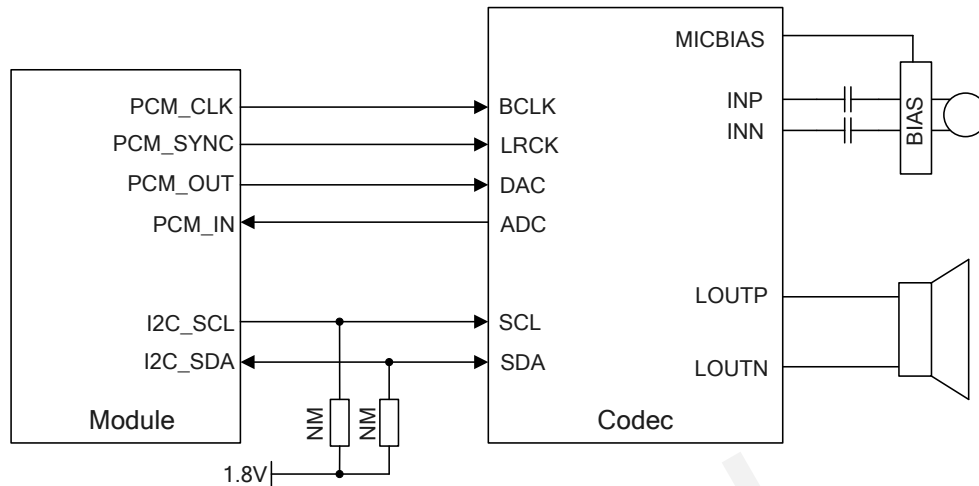 MICBIAS
PCM_CLK
BCLK
INP
PCM_SYNC
LRCK
INN
BIAS
PCM_OUT
DAC
PCM_IN
ADC
LOUTP
I2C_SCL
SCL
I2C_SDA
SDA
LOUTN
NM
NM
Module
Codec
1.8V